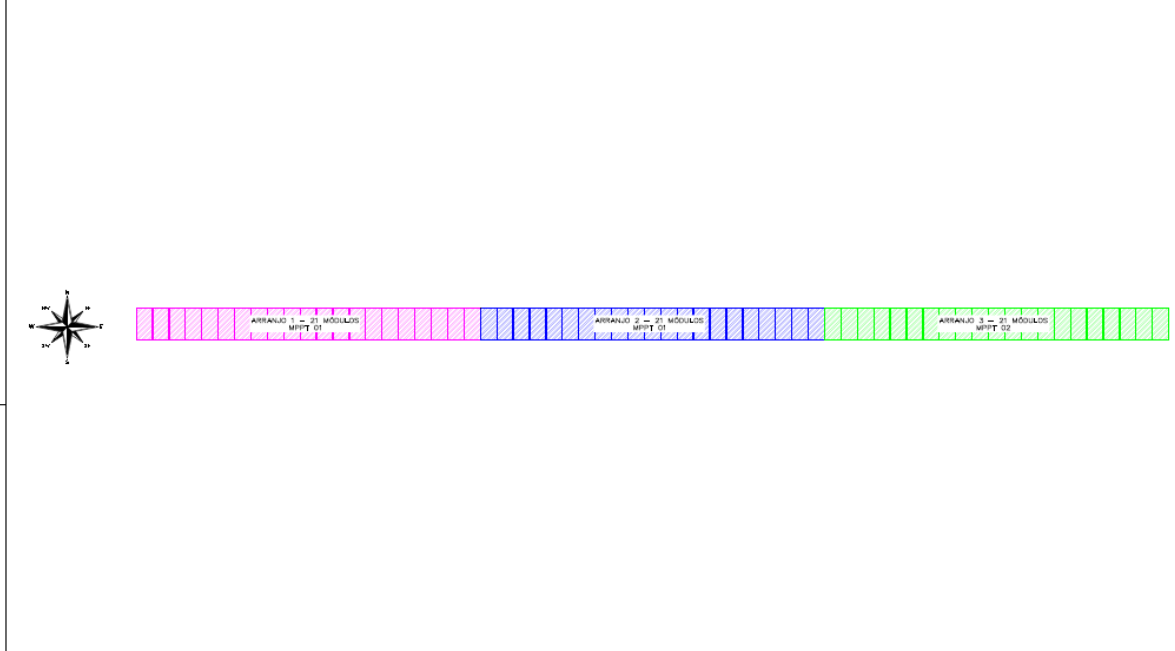 N
W
E
S
ARRANJO 1 – 21 MÓDULOS
MPPT 01
ARRANJO 2 – 21 MÓDULOS
MPPT 01
ARRANJO 3 – 21 MÓDULOS
MPPT 02